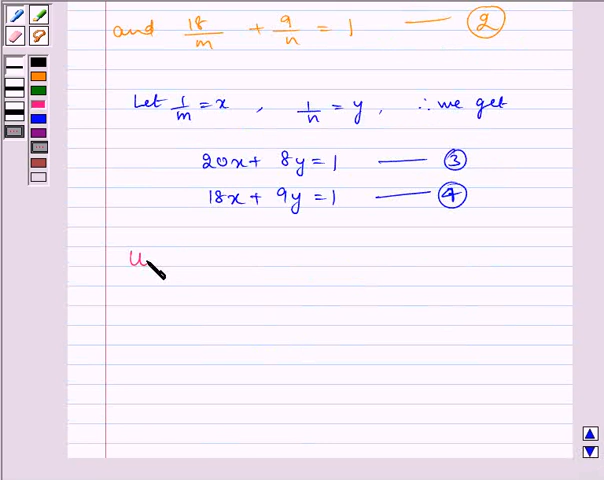 and 18/m + 9/n = 1 —— ②
Let 1/m = x , 1/n = y , ∴ we get
20x + 8y = 1 —— ③
18x + 9y = 1 —— ④
U